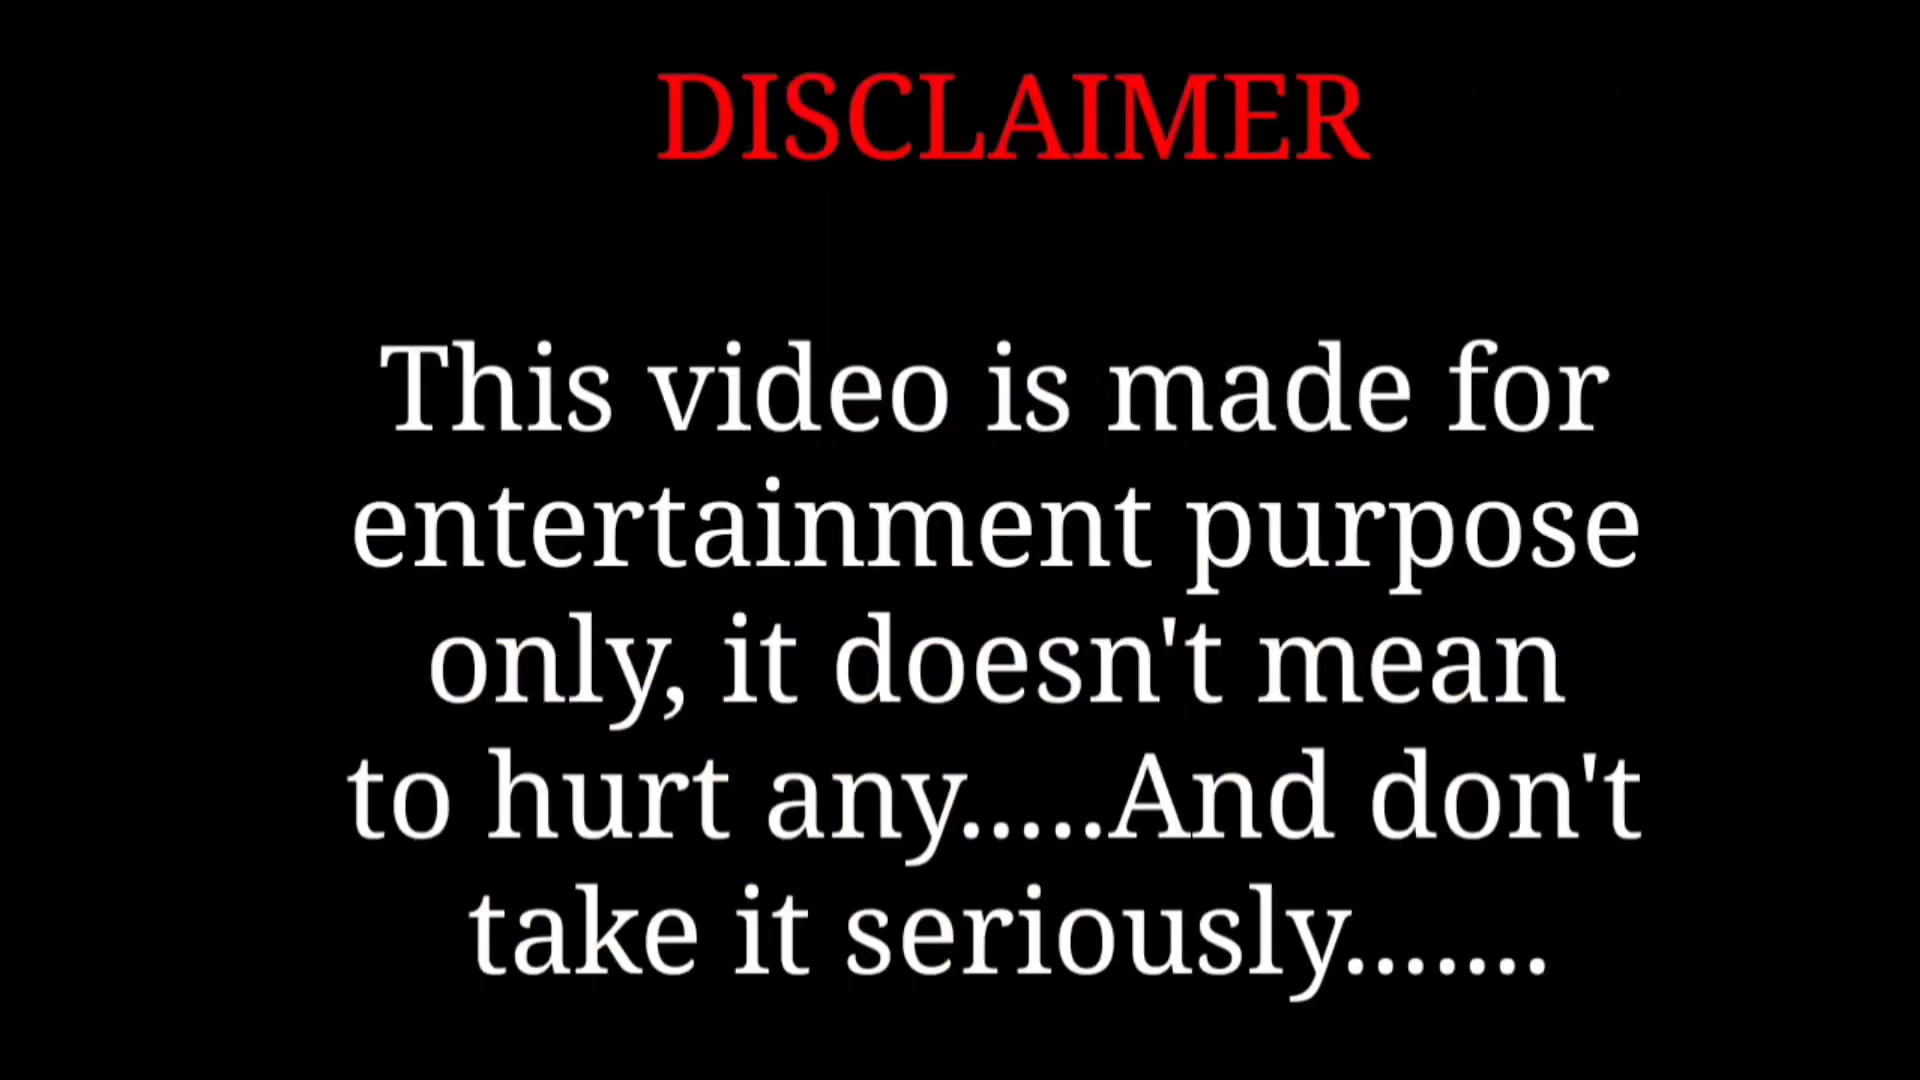 DISCLAIMER
This video is made for
entertainment purpose
only, it doesn't mean
to hurt any.....And don't
take it seriously.......